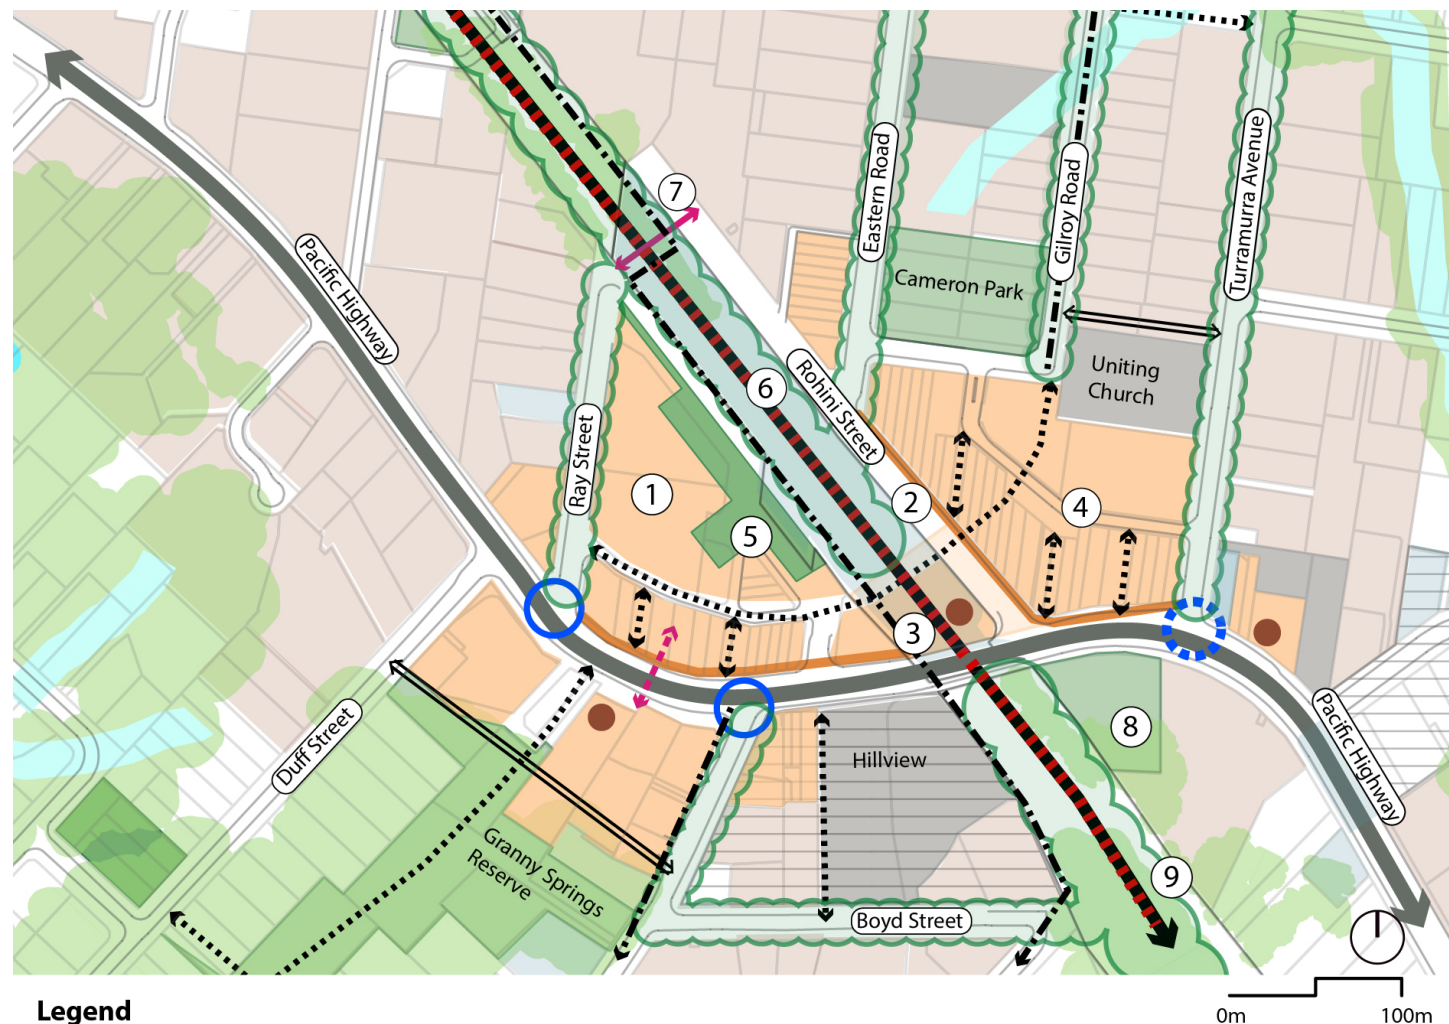 7
Eastern Road
Gilroy Road
Turramurra Avenue
Pacific Highway
Cameron Park
Uniting
Church
6
Rohini Street
Ray Street
1
2
4
5
3
8
Duff Street
Hillview
Pacific Highway
Granny Springs
Reserve
9
Boyd Street
Legend
0m
100m